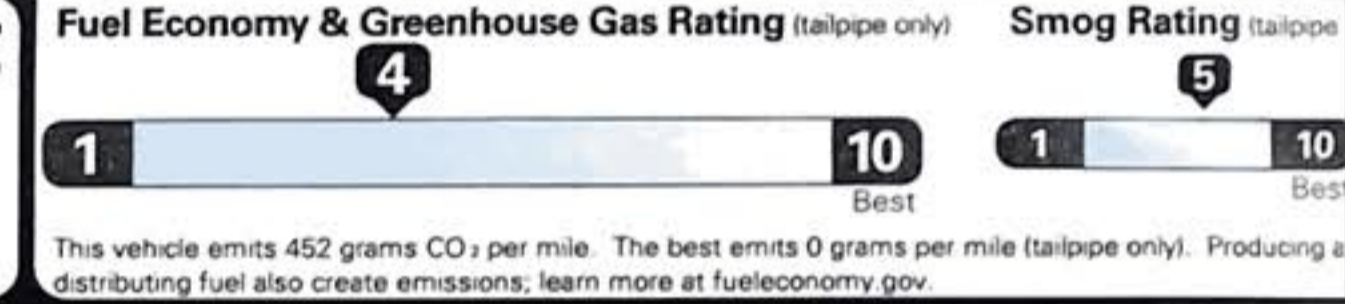 Fuel Economy & Greenhouse Gas Rating (tailpipe only)
Smog Rating (tailpipe
4
5
1
10
1
10
Best
Best
This vehicle emits 452 grams CO₂ per mile. The best emits 0 grams per mile (tailpipe only). Producing a
distributing fuel also create emissions; learn more at fueleconomy.gov.